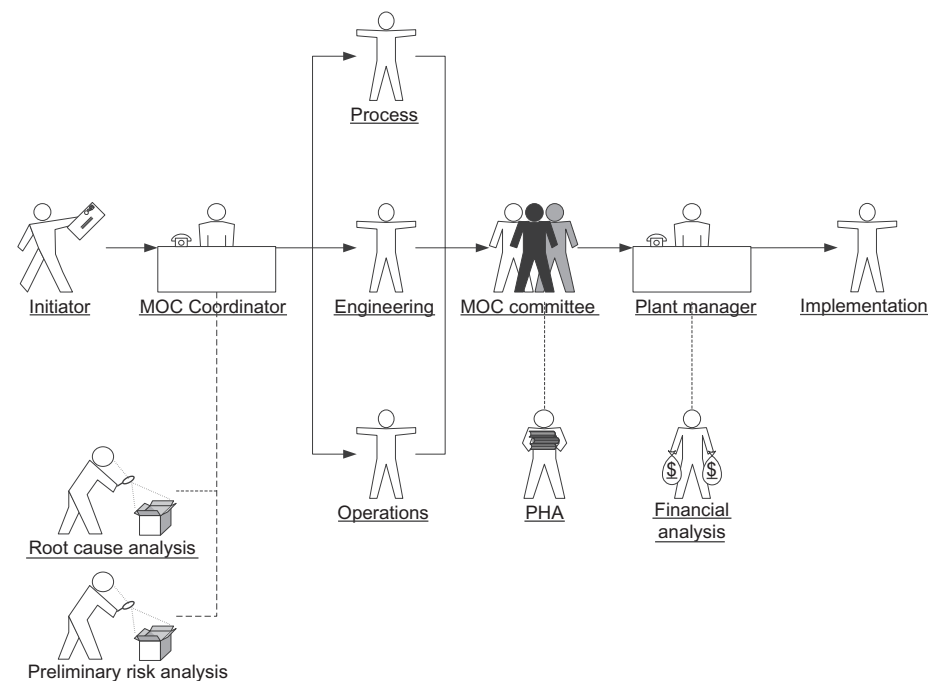 Process
Initiator
MOC Coordinator
Engineering
MOC committee
Plant manager
Implementation
$ $
Operations
PHA
Financial
analysis
Root cause analysis
Preliminary risk analysis